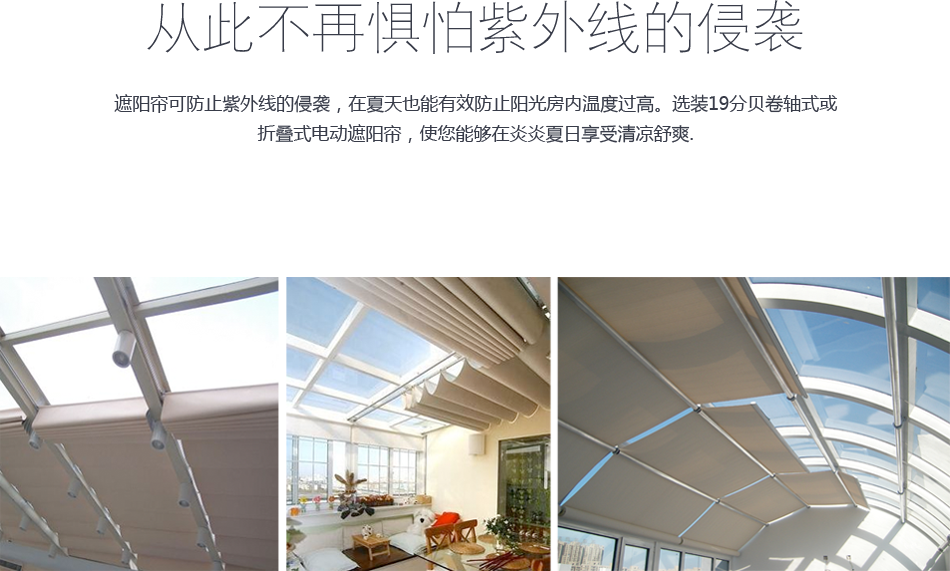 从此不再惧怕紫外线的侵袭
遮阳帘可防止紫外线的侵袭，在夏天也能有效防止阳光房内温度过高。选装19分贝卷轴式或
折叠式电动遮阳帘，使您能够在炎炎夏日享受清凉舒爽.